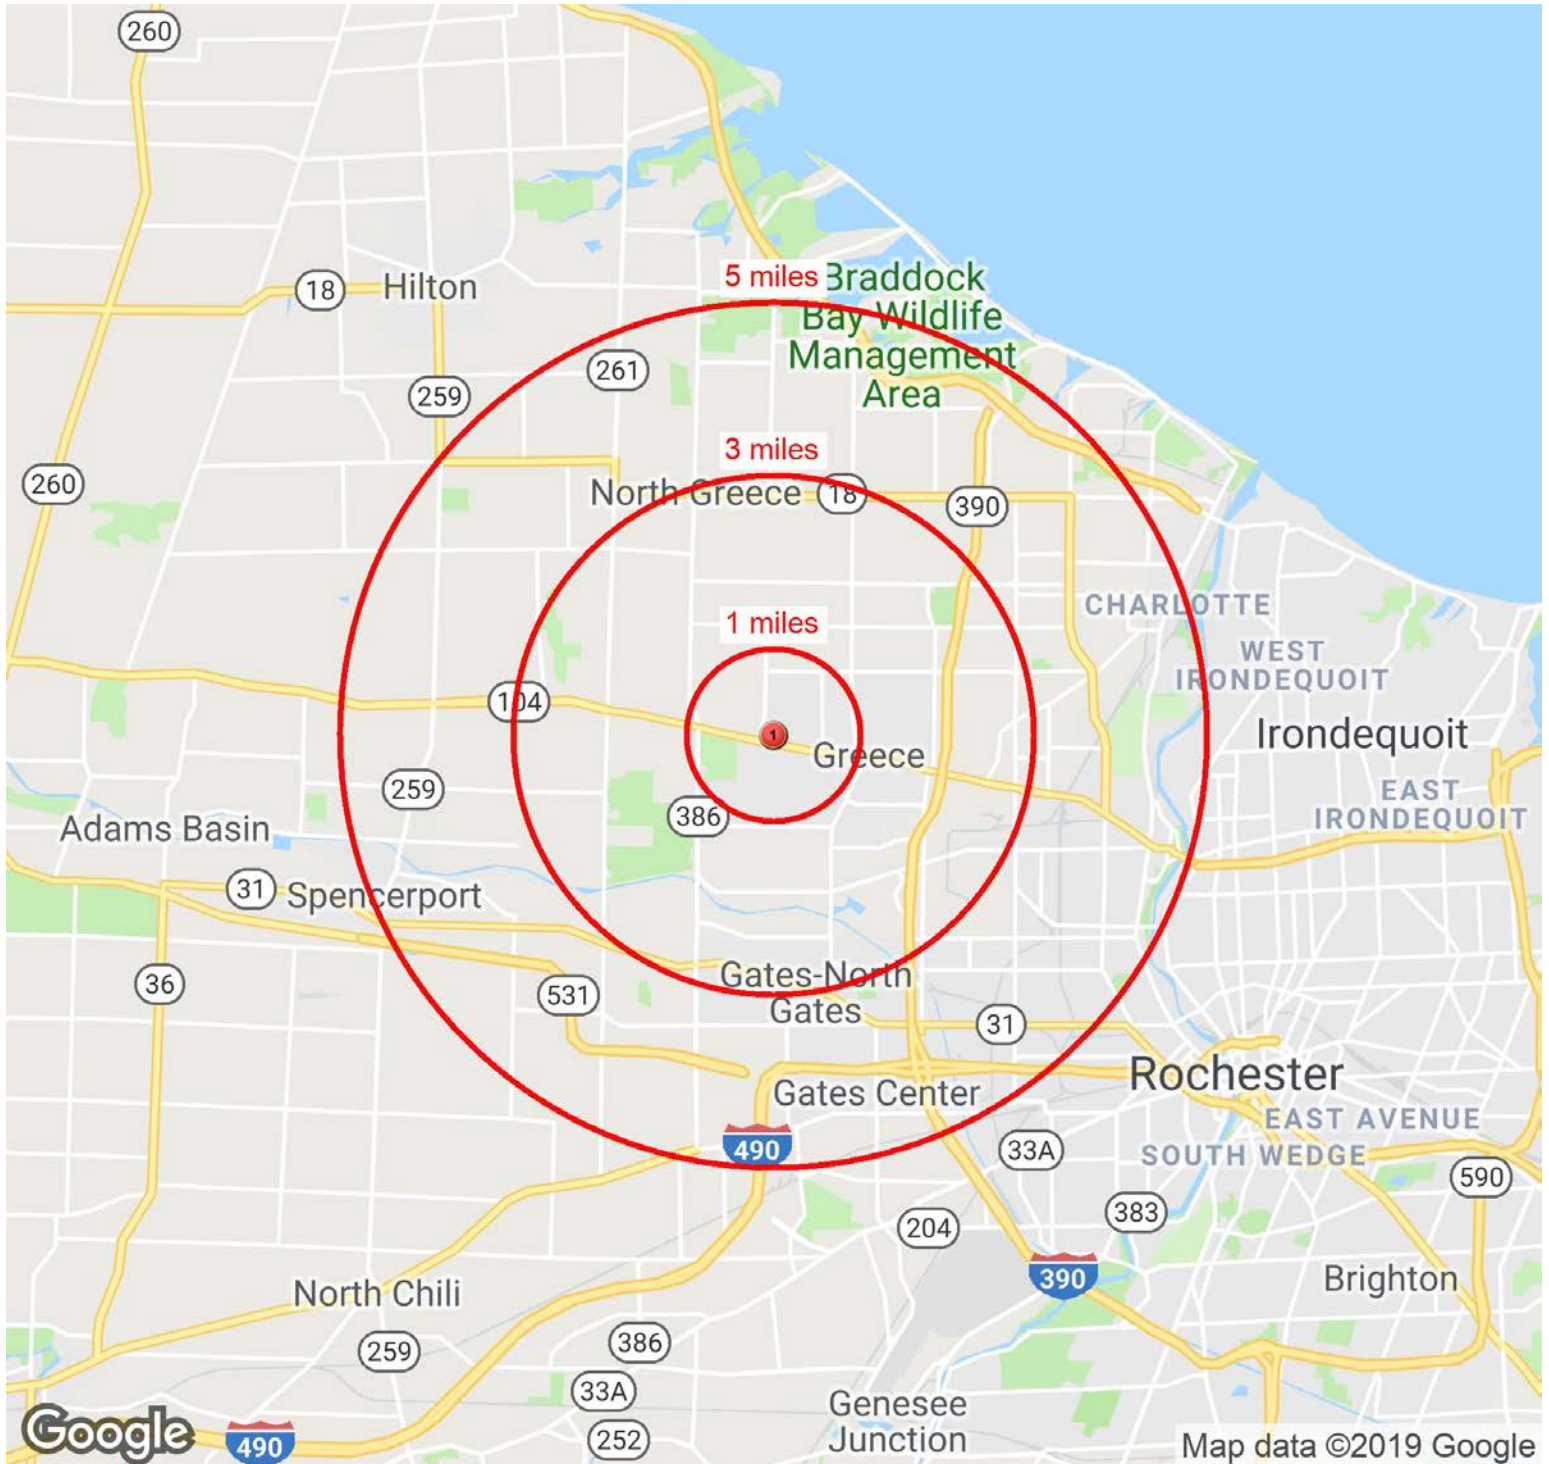 260
18
Hilton
5 miles
Braddock
Bay Wildlife
Management
Area
261
259
3 miles
260
North Greece
18
390
1 miles
CHARLOTTE
WEST
IRONDEQUOIT
104
1
Greece
Irondequoit
259
386
EAST
IRONDEQUOIT
Adams Basin
31
Spencerport
36
531
Gates-North
Gates
31
Rochester
Gates Center
EAST AVENUE
SOUTH WEDGE
490
33A
590
204
383
390
Brighton
North Chili
259
386
33A
252
Genesee
Junction
Google
490
Map data ©2019 Google